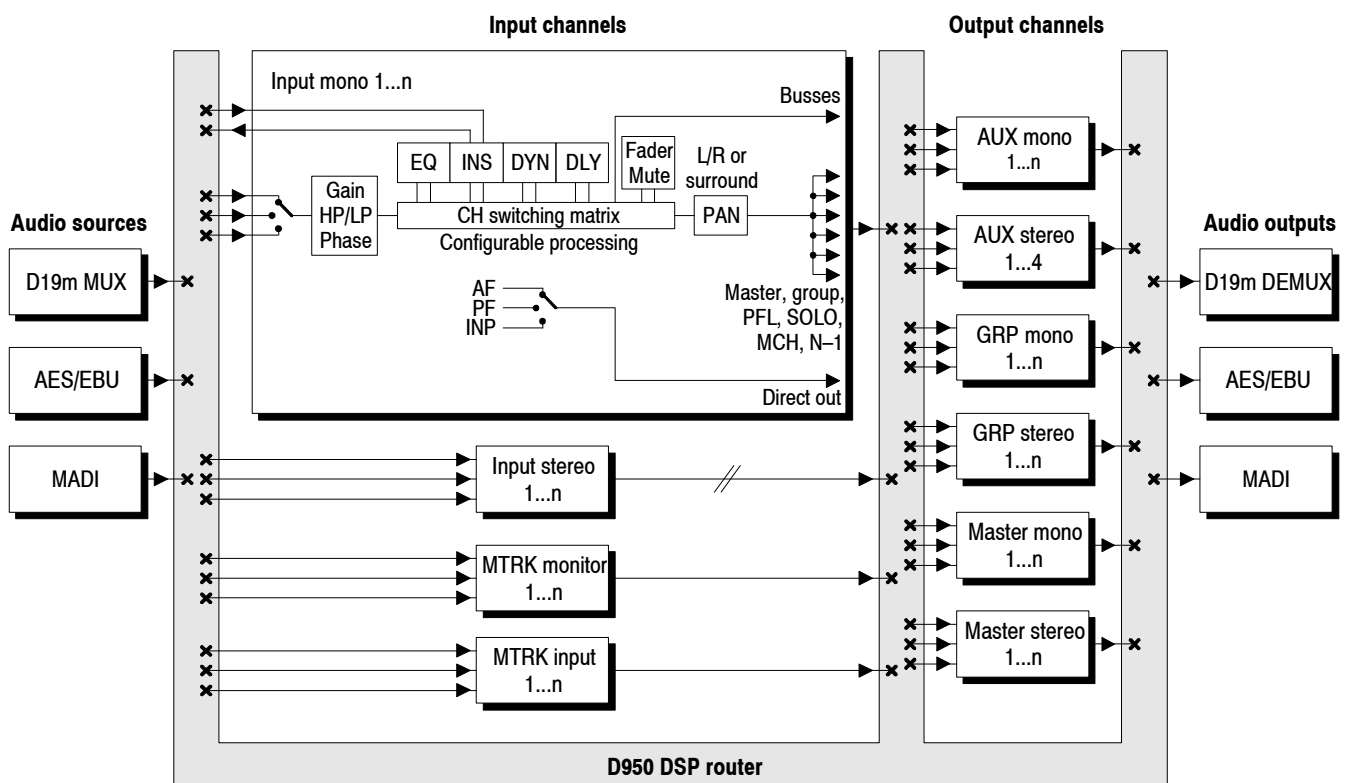 Input channels
Output channels
Input mono 1...n
Busses
EQ
INS
DYN
DLY
Fader
Mute
L/R or
surround
Gain
HP/LP
Phase
CH switching matrix
PAN
Configurable processing
AF
PF
INP
Master, group,
PFL, SOLO,
MCH, N–1
Direct out
Audio sources
D19m MUX
AES/EBU
MADI
Input stereo
1...n
MTRK monitor
1...n
MTRK input
1...n
AUX mono
1...n
AUX stereo
1...4
GRP mono
1...n
GRP stereo
1...n
Master mono
1...n
Master stereo
1...n
Audio outputs
D19m DEMUX
AES/EBU
MADI
D950 DSP router